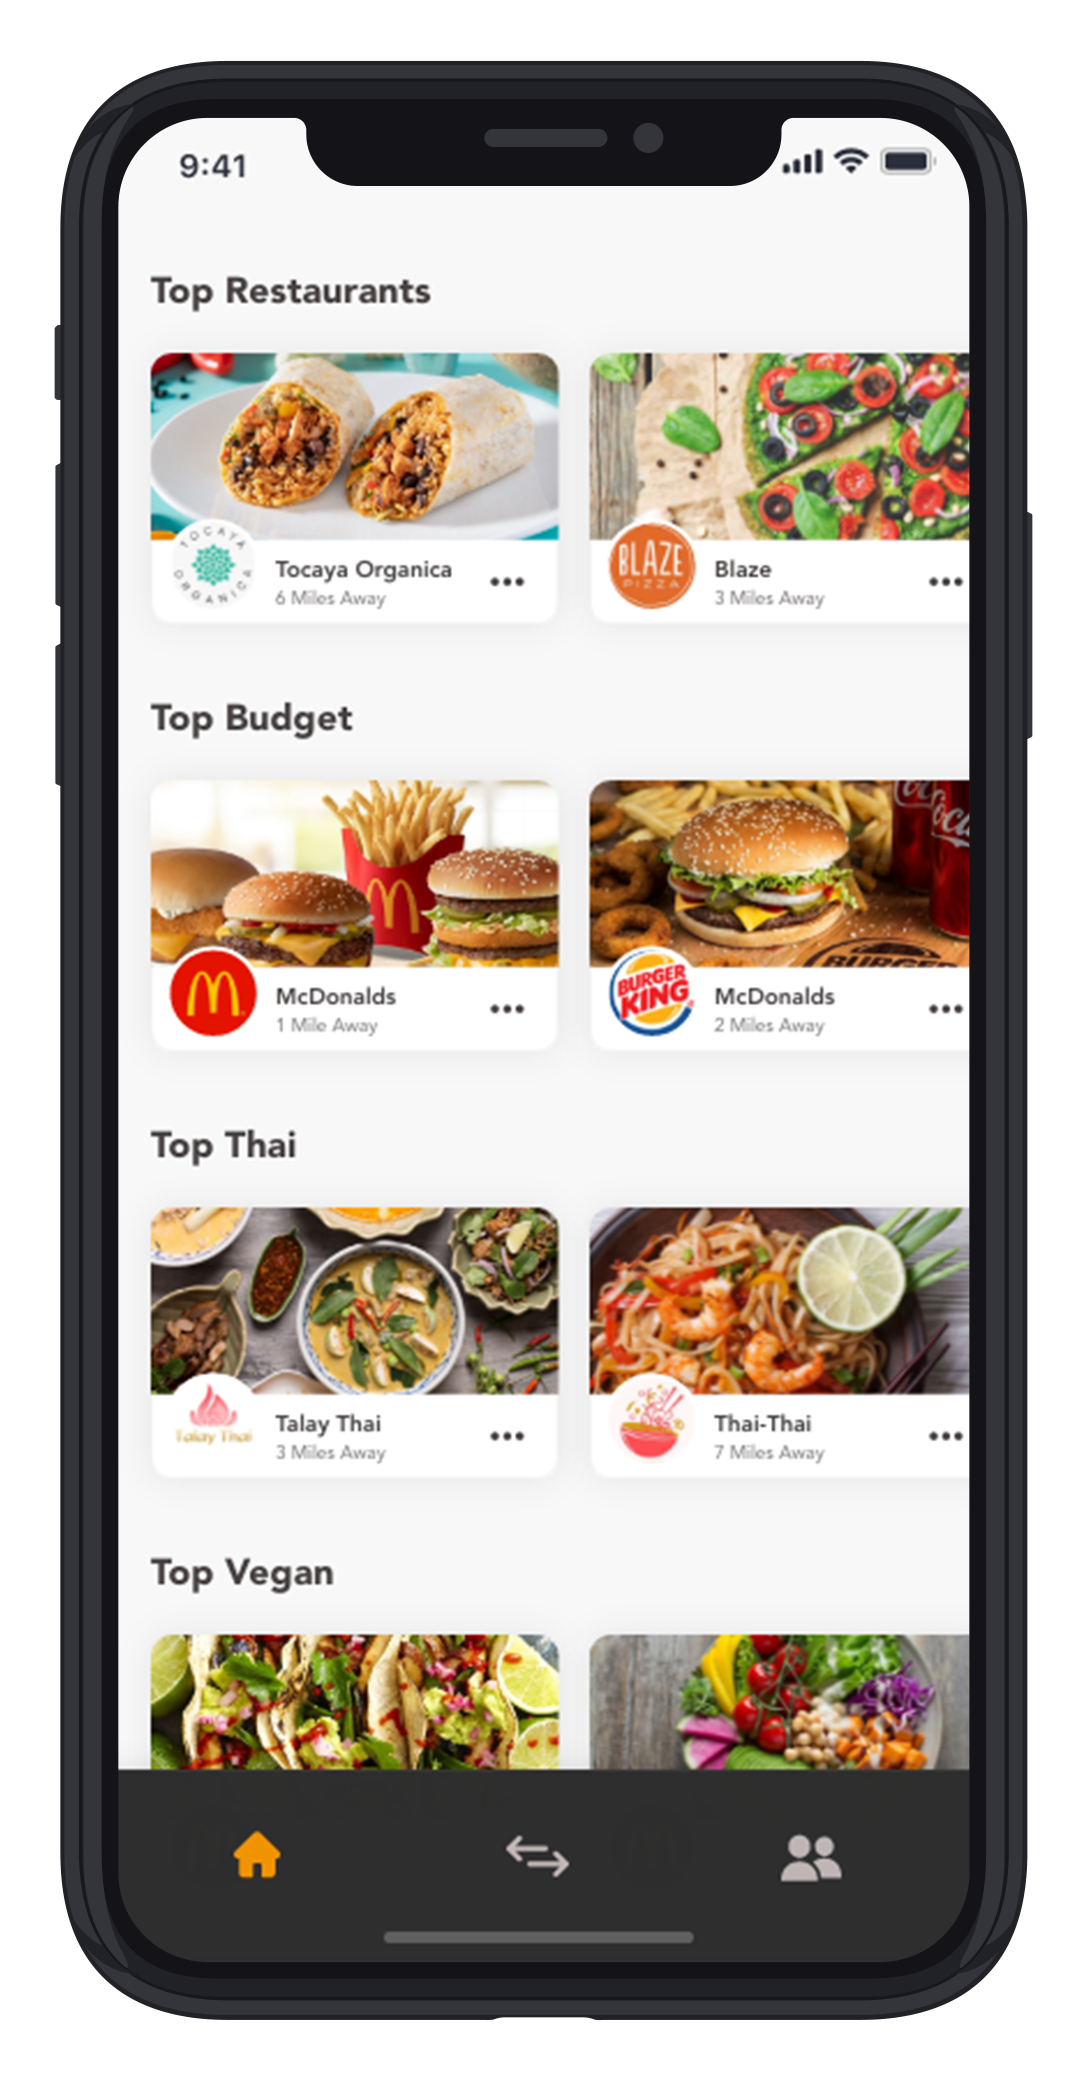 9:41
Top Restaurants
TOCAYA ORGANICA
Tocaya Organica
6 Miles Away
BLAZE
PIZZA
Blaze
3 Miles Away
Top Budget
McDonalds
1 Mile Away
BURGER
BURGER
KING
McDonalds
2 Miles Away
Top Thai
Talay Thai
Talay Thai
3 Miles Away
Thai-Thai
7 Miles Away
Top Vegan